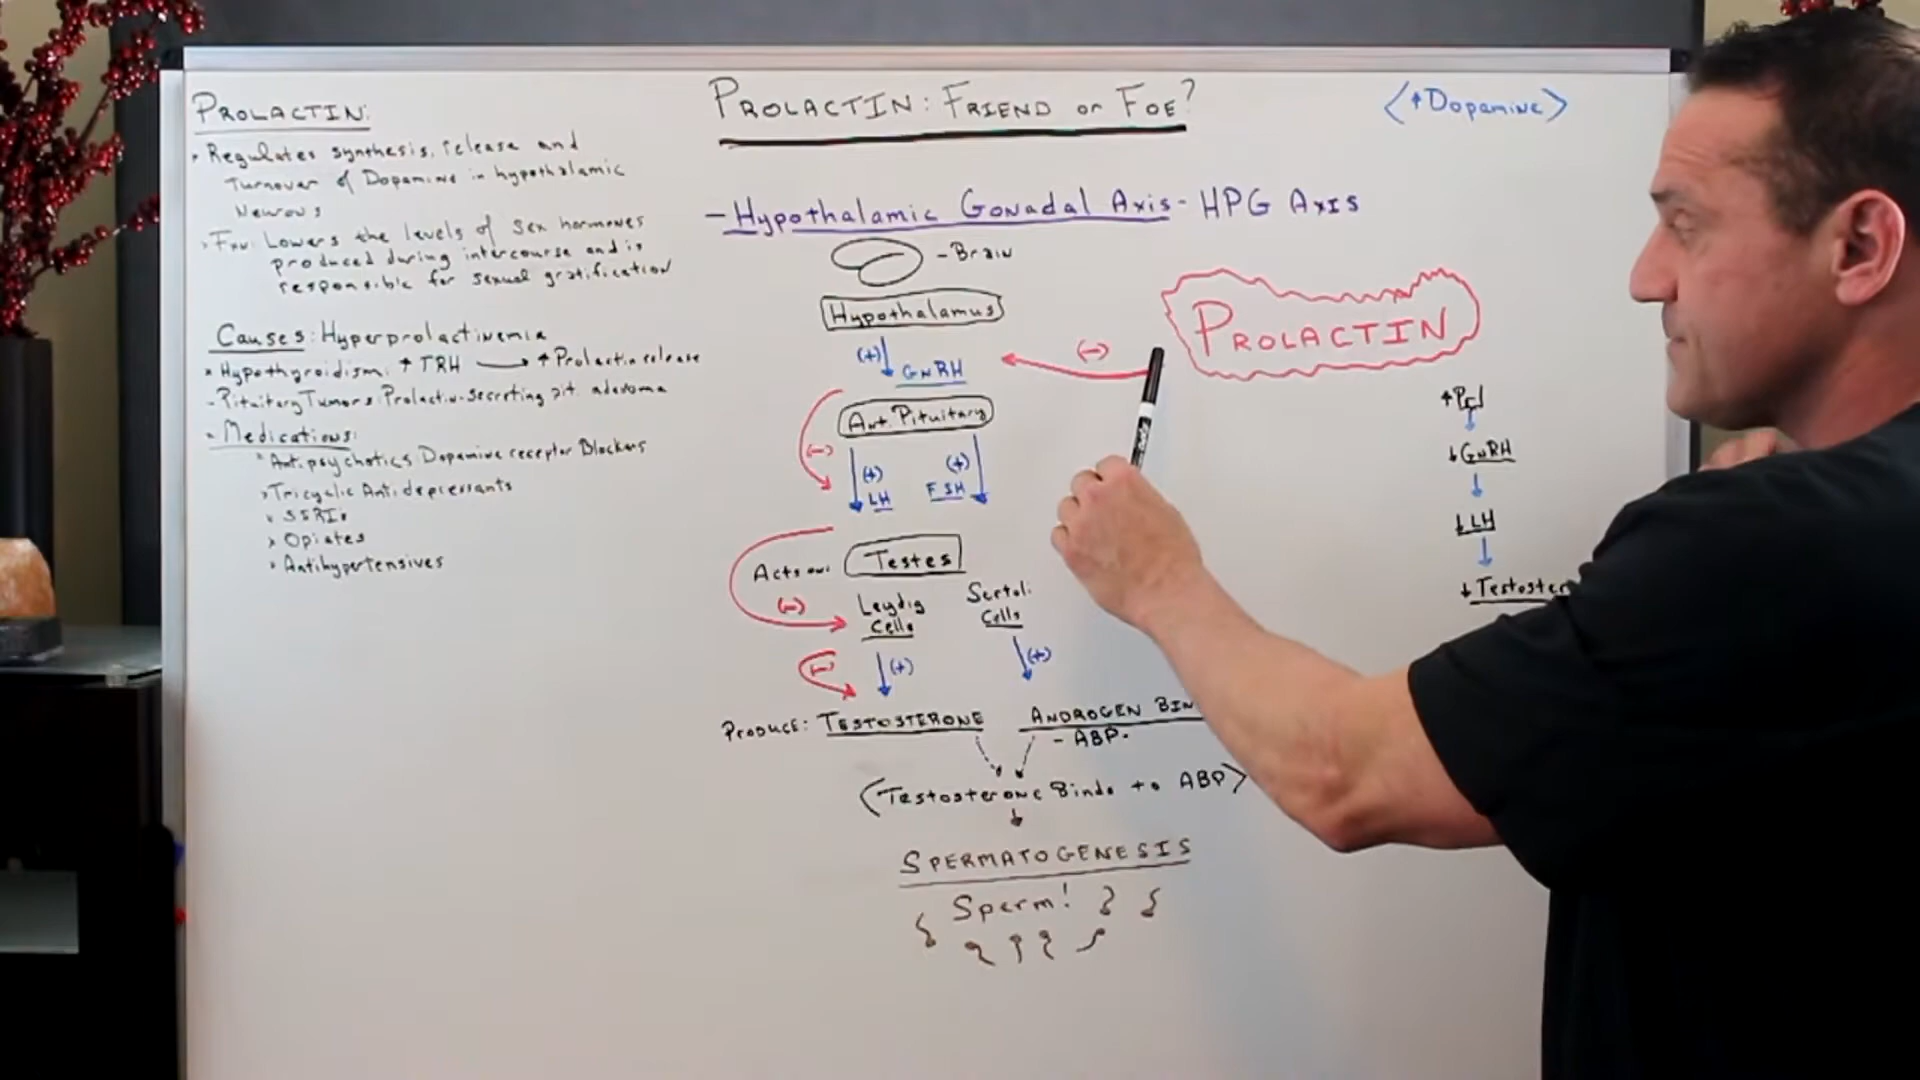 PROLACTIN:
• Regulates synthesis, release and
Turnover of Dopamine in hypothalamic
Neurons
• Fxn: Lowers the levels of sex hormones
produced during intercourse and is
responsible for sexual gratification
Causes: Hyperprolactinemia
• Hypothyroidism: ↑ TRH → ↑ Prolactin release
- Pituitary Tumors: Prolactin-secreting pit. adenoma
• Medications:
• Antipsychotics Dopamine receptor Blockers
• Tricyclic Antidepressants
• SSRIs
• Opiates
• Antihypertensives
PROLACTIN: FRIEND or FOE?
- Hypothalamic Gonadal Axis - HPG AXIS
- Brain
Hypothalamus
(+) GnRH
Ant. Pituitary
(-)
(+) LH
(+) FSH
Testes
Acts on:
(-)
Leydig Cells
Sertoli Cells
(-)
(+)
(+)
Produce: TESTOSTERONE
ANDROGEN BIN
- ABP.
(Testosterone Binds to ABP)
SPERMATOGENESIS
Sperm!
<↑Dopamine>
PROLACTIN
(-)
↑Prl
↓GnRH
↓LH
↓Testoster